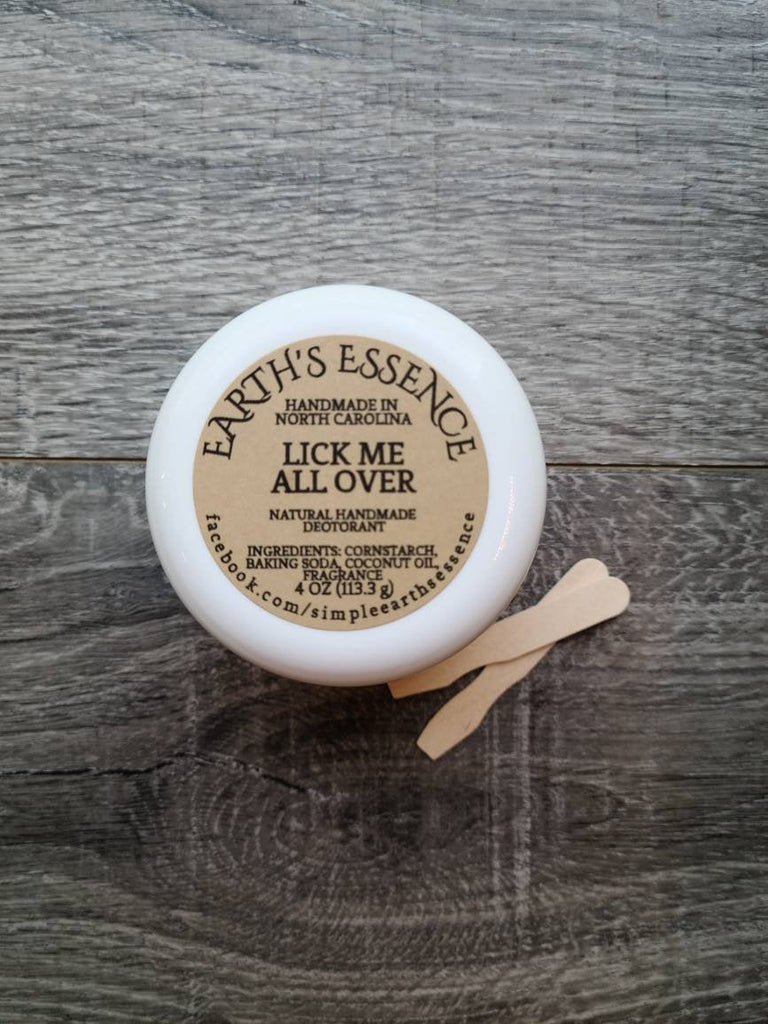 EARTH'S ESSENCE
HANDMADE IN
NORTH CAROLINA
LICK ME
ALL OVER
NATURAL HANDMADE
DEOTORANT
INGREDIENTS: CORNSTARCH,
BAKING SODA, COCONUT OIL,
FRAGRANCE
4 OZ (113.3 g)
facebook.com/simpleearthsessence